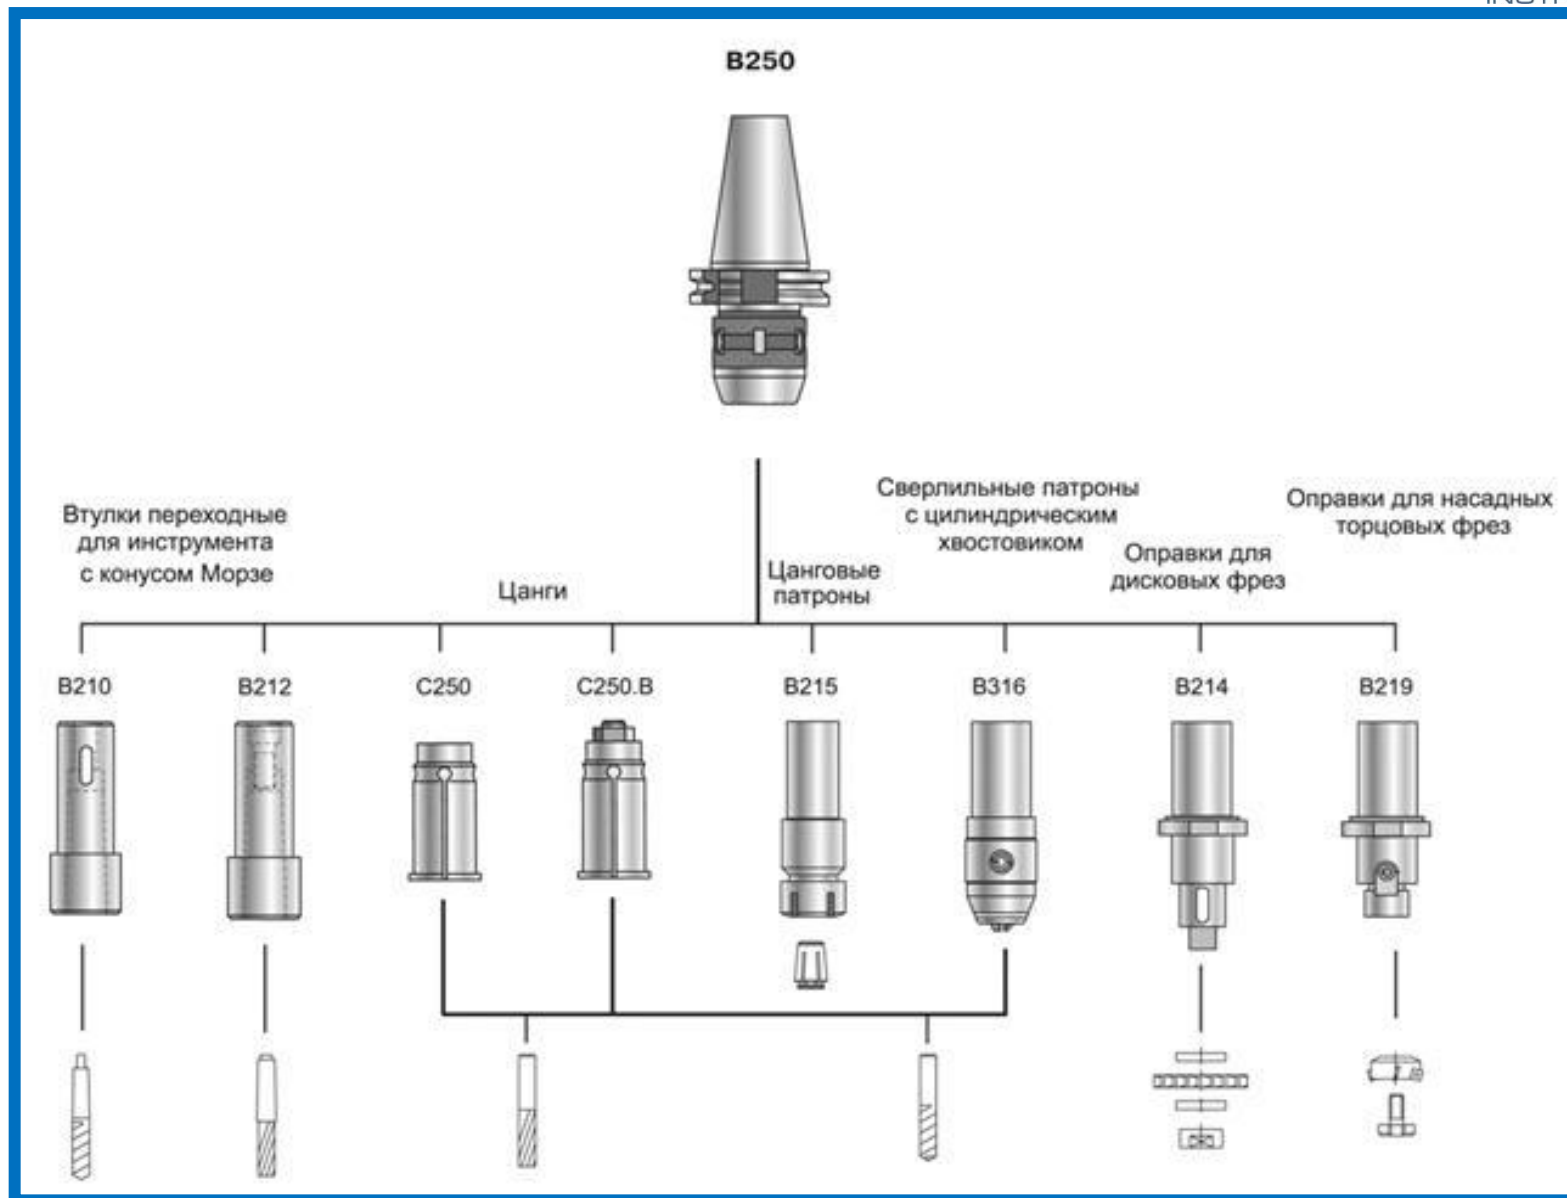 B250
Втулки переходные
для инструмента
с конусом Морзе
Цанги
Цанговые
патроны
Сверлильные патроны
с цилиндрическим
хвостовиком
Оправки для
дисковых фрез
Оправки для насадных
торцовых фрез
B210
B212
C250
C250.B
B215
B316
B214
B219